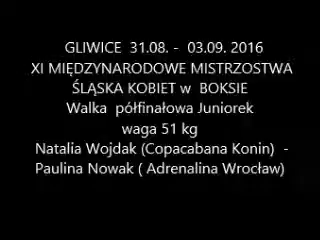 GLIWICE 31.08. - 03.09. 2016
XI MIĘDZYNARODOWE MISTRZOSTWA
ŚLĄSKA KOBIET w BOKSIE
Walka półfinałowa Juniorek
waga 51 kg
Natalia Wojdak (Copacabana Konin) -
Paulina Nowak ( Adrenalina Wrocław)